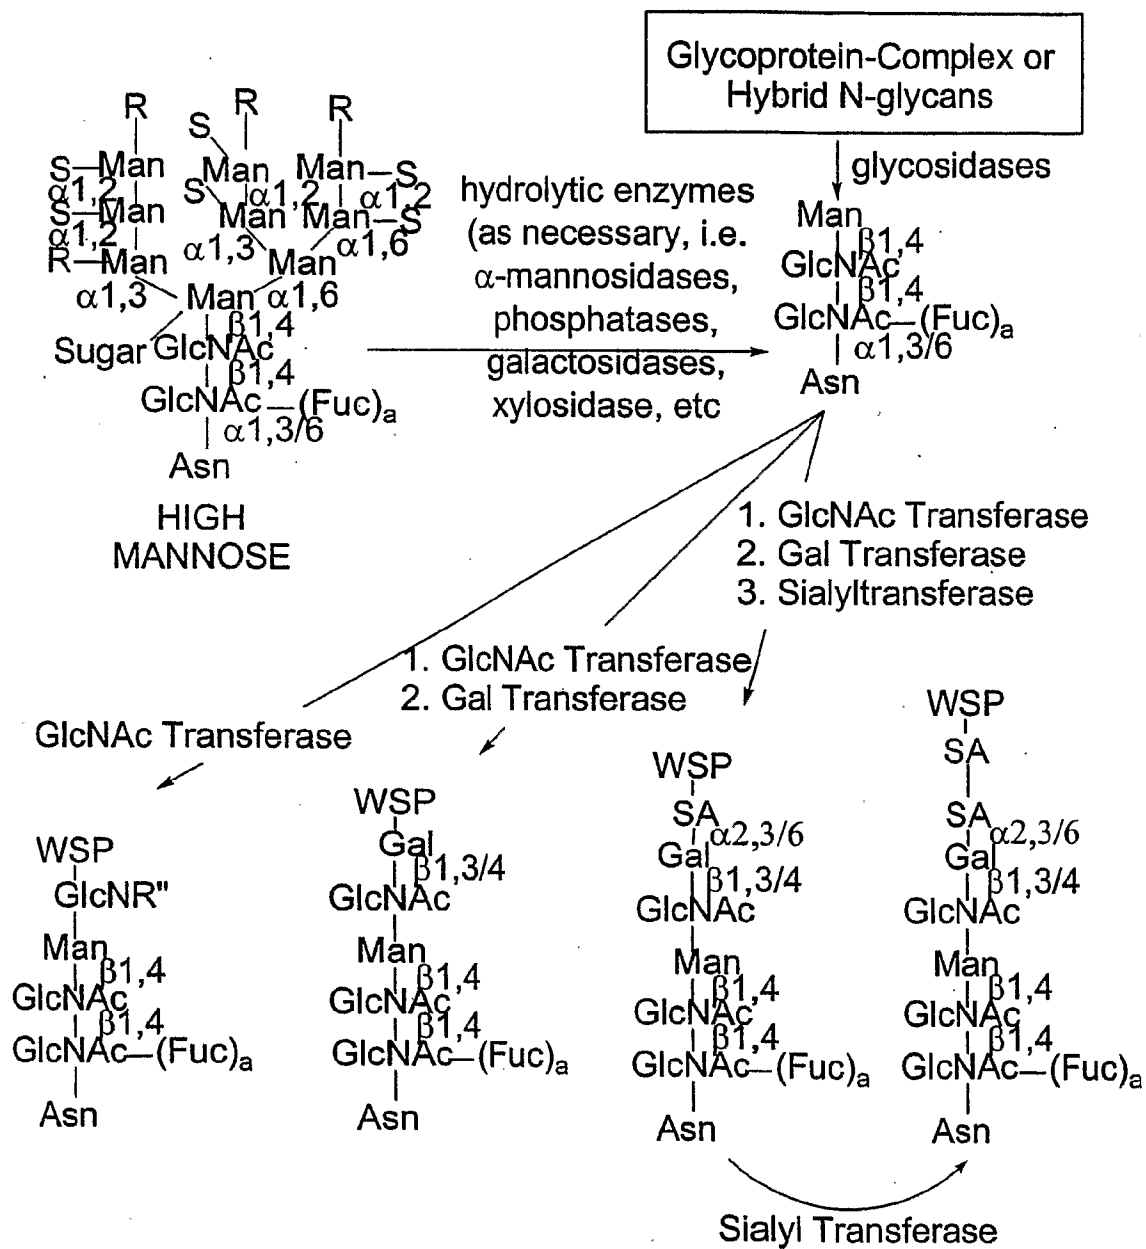 Glycoprotein-Complex or
Hybrid N-glycans
glycosidases
R
R
R
S
S—Man
Man
Man—S
α1,2
S
α1,2
α1,2
S—Man
Man
Man—S
α1,2
α1,3
α1,6
R—Man
Man
α1,3
Man
α1,6
β1,4
Sugar
GlcNAc
β1,4
GlcNAc—(Fuc)a
α1,3/6
Asn
HIGH
MANNOSE
hydrolytic enzymes
(as necessary, i.e.
α-mannosidases,
phosphatases,
galactosidases,
xylosidase, etc
Man
β1,4
GlcNAc
β1,4
GlcNAc—(Fuc)a
α1,3/6
Asn
1. GlcNAc Transferase
2. Gal Transferase
3. Sialyltransferase
1. GlcNAc Transferase
2. Gal Transferase
GlcNAc Transferase
WSP
GlcNR"
Man
β1,4
GlcNAc
β1,4
GlcNAc—(Fuc)a
Asn
WSP
Gal
β1,3/4
GlcNAc
Man
β1,4
GlcNAc
β1,4
GlcNAc—(Fuc)a
Asn
WSP
SA
α2,3/6
Gal
β1,3/4
GlcNAc
Man
β1,4
GlcNAc
β1,4
GlcNAc—(Fuc)a
Asn
WSP
SA
SA
α2,3/6
Gal
β1,3/4
GlcNAc
Man
β1,4
GlcNAc
β1,4
GlcNAc—(Fuc)a
Asn
Sialyl Transferase